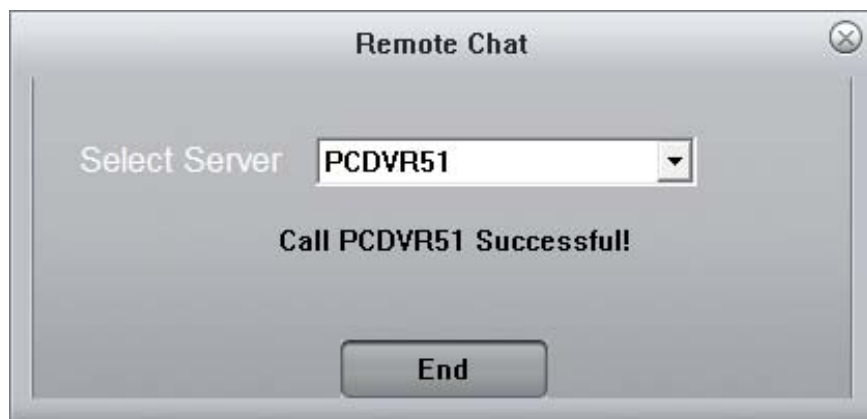 Remote Chat
Select Server PCDVR51
Call PCDVR51 Successful!
End